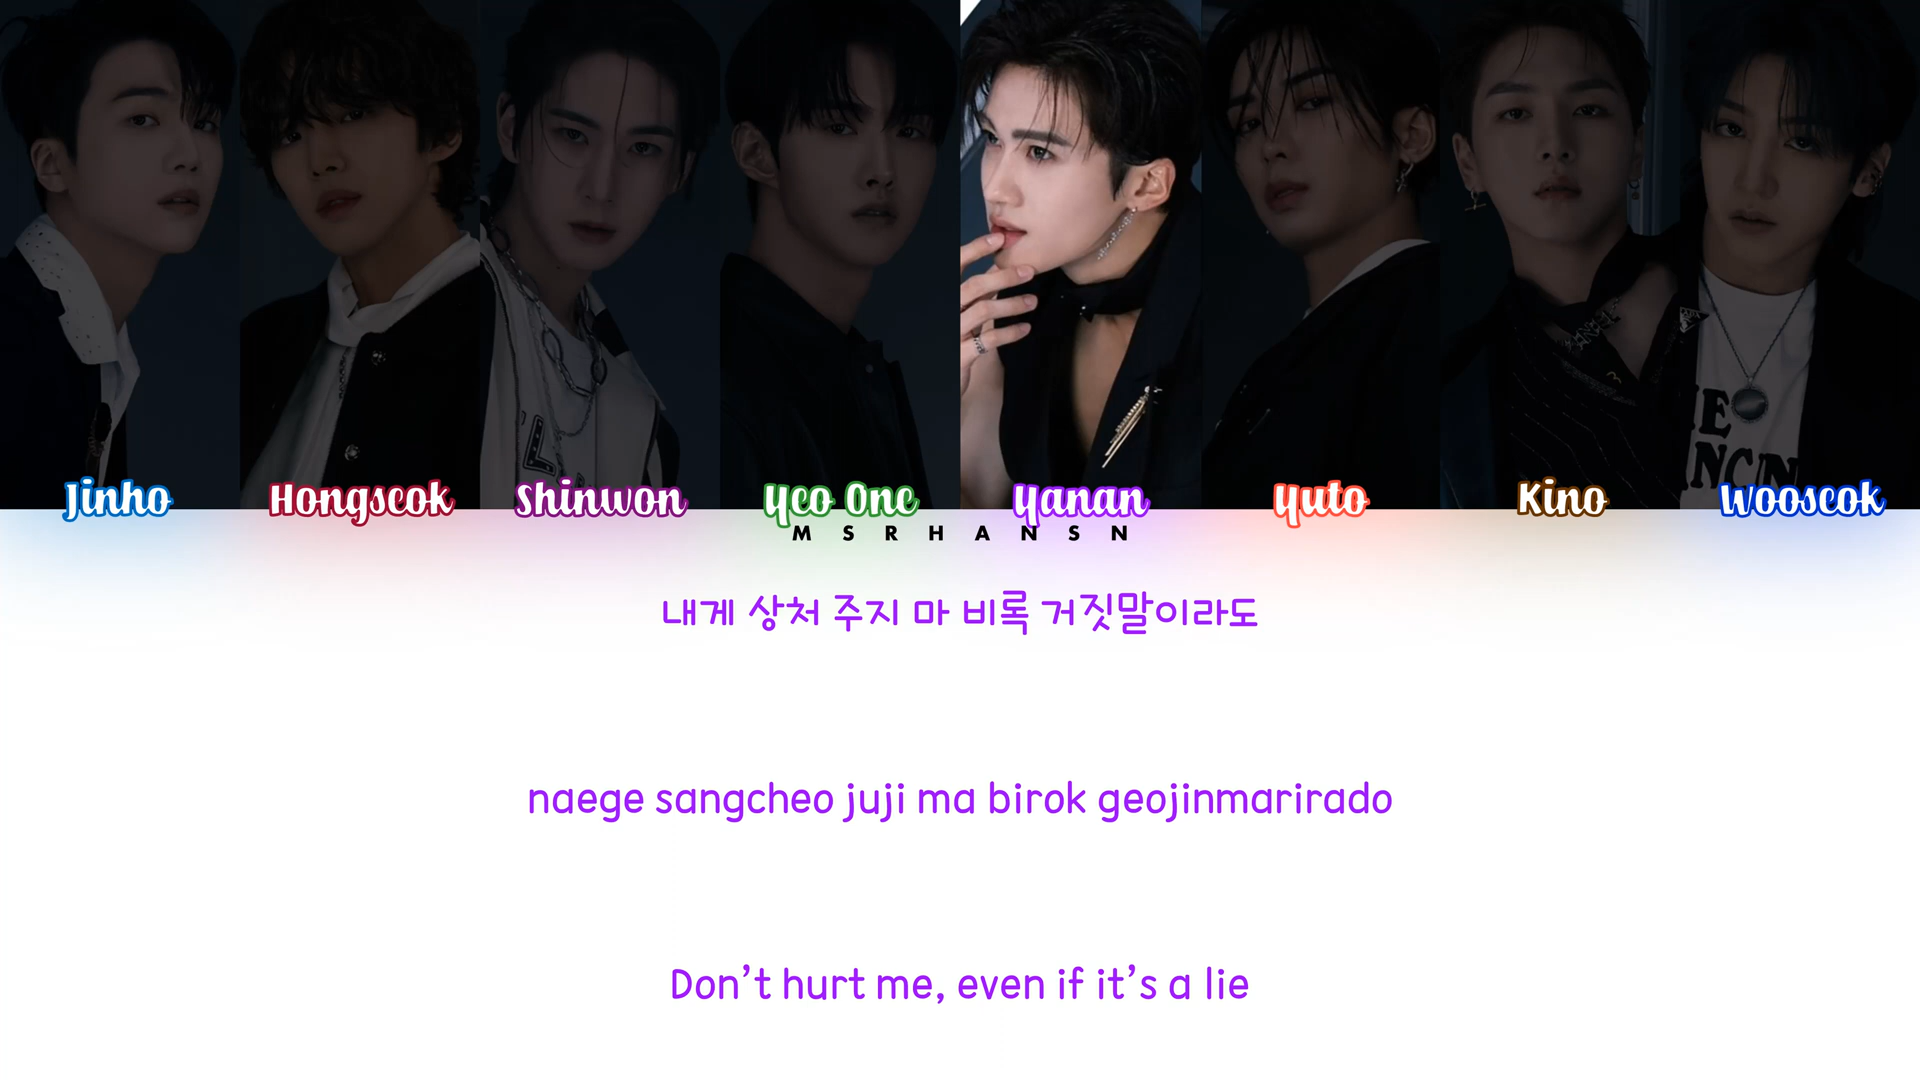 Jinho
Hongseok
Shinwon
Yeo One
Yanan
Yuto
Kino
Wooseok
MSRHANSN
내게 상처 주지 마 비록 거짓말이라도
naege sangcheo juji ma birok geojinmarirado
Don't hurt me, even if it's a lie